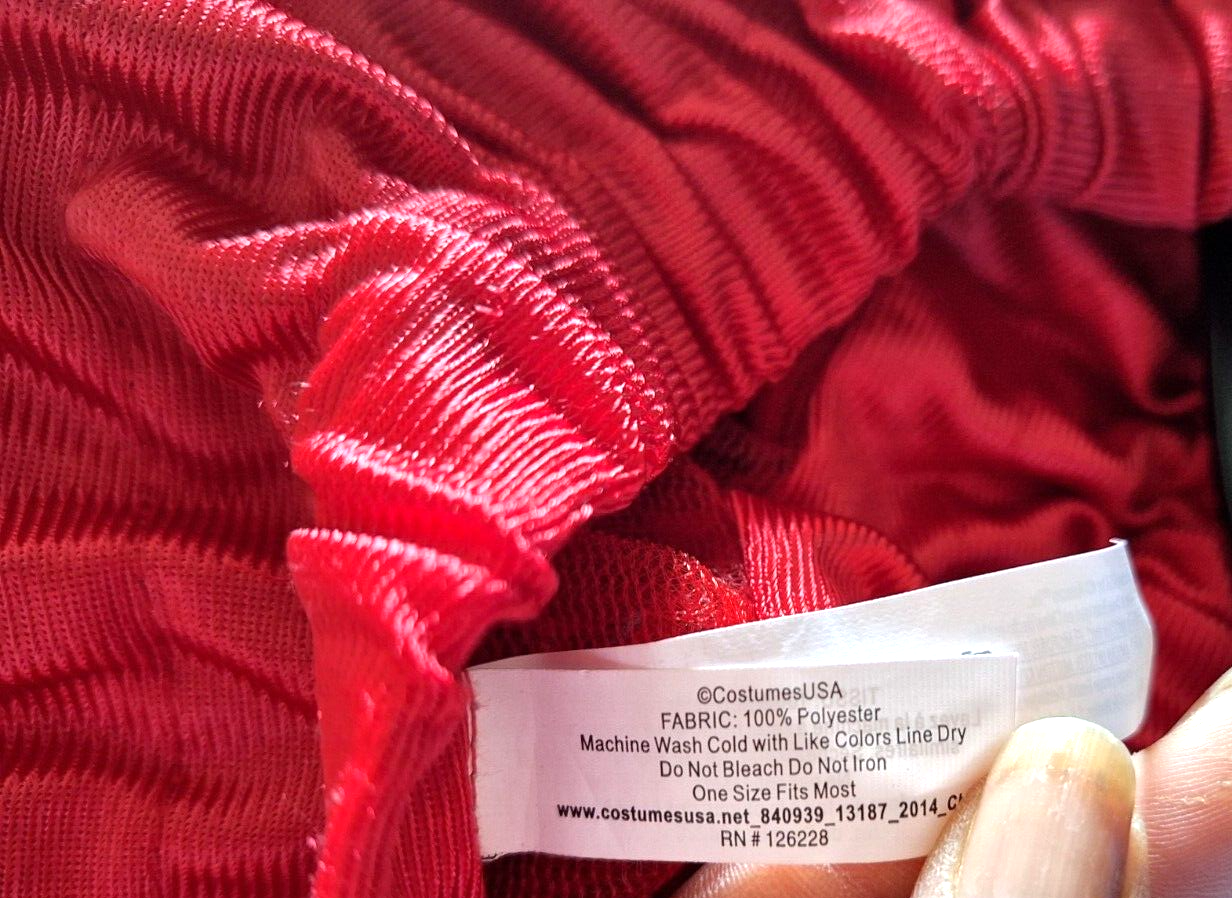 ©CostumesUSA
FABRIC: 100% Polyester
Machine Wash Cold with Like Colors Line Dry
Do Not Bleach Do Not Iron
One Size Fits Most
www.costumesusa.net_840939_13187_2014_C
RN # 126228